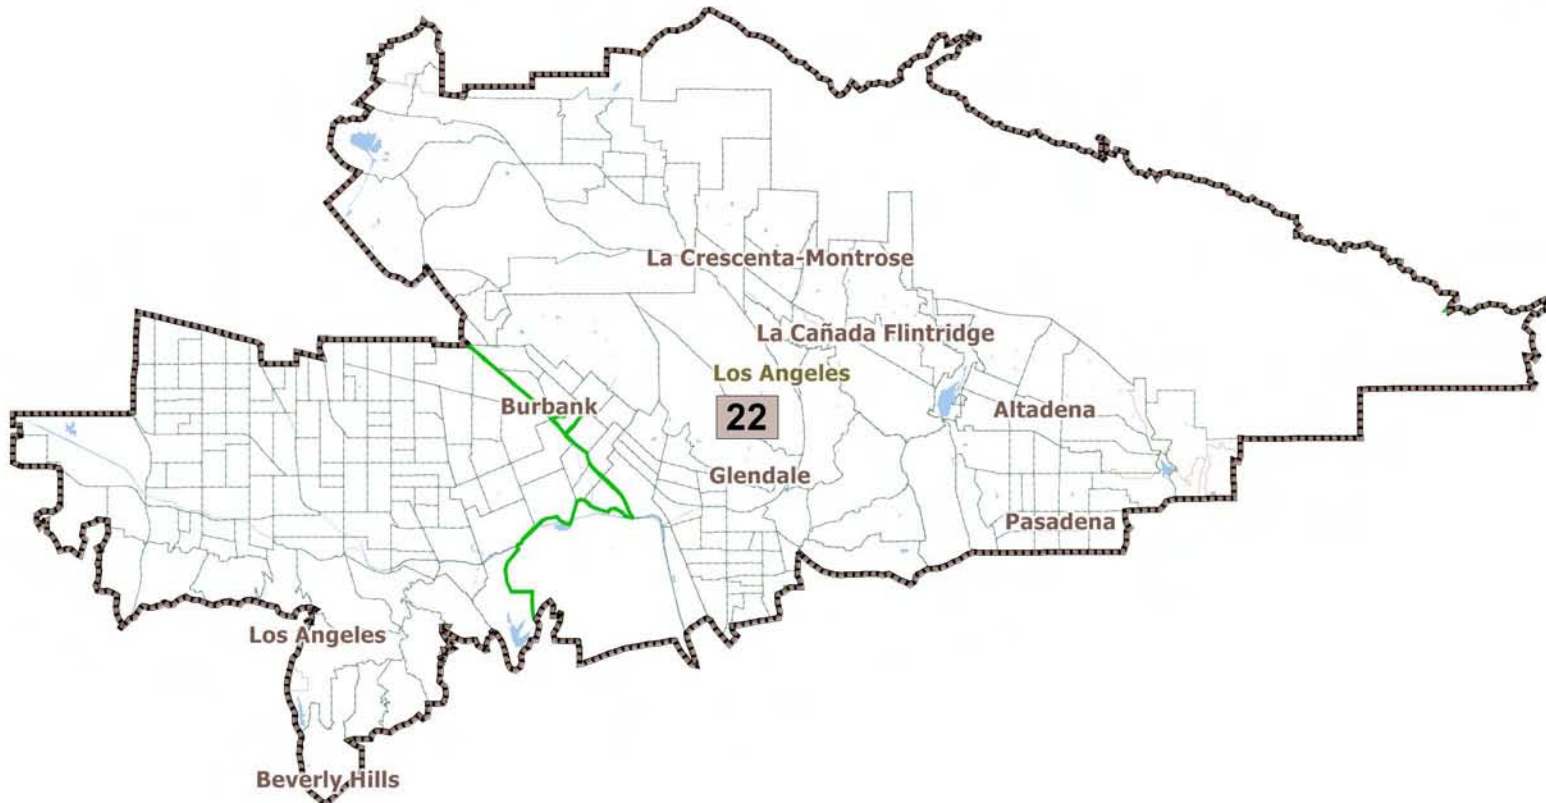 La Crescenta-Montrose
La Cañada Flintridge
Los Angeles
Burbank
22
Altadena
Glendale
Pasadena
Los Angeles
Beverly Hills